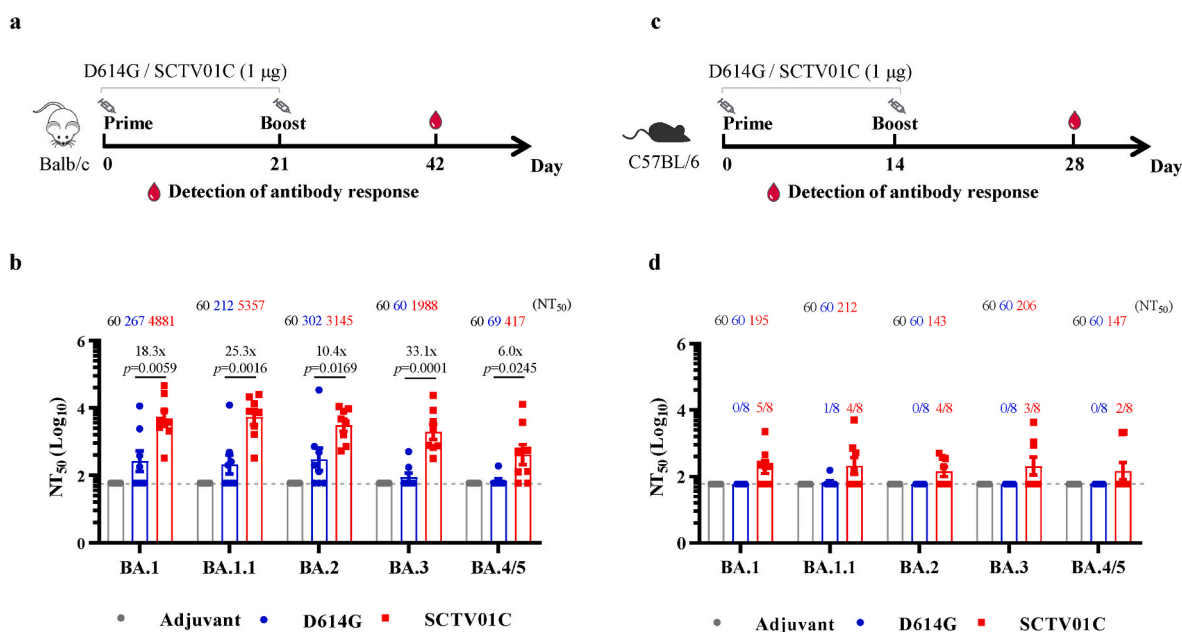 a
D614G / SCTV01C (1 μg)
Prime
Boost
0
21
42
Day
Balb/c
Detection of antibody response
c
D614G / SCTV01C (1 μg)
Prime
Boost
0
14
28
Day
C57BL/6
Detection of antibody response
b
60 267 4881
60 212 5357
60 302 3145
60 60 1988
60 69 417
(NT50)
18.3x
p=0.0059
25.3x
p=0.0016
10.4x
p=0.0169
33.1x
p=0.0001
6.0x
p=0.0245
NT50 (Log10)
6
4
2
0
BA.1
BA.1.1
BA.2
BA.3
BA.4/5
Adjuvant
D614G
SCTV01C
d
60 60 195
60 60 212
60 60 143
60 60 206
60 60 147
(NT50)
0/8 5/8
1/8 4/8
0/8 4/8
0/8 3/8
0/8 2/8
NT50 (Log10)
6
4
2
0
BA.1
BA.1.1
BA.2
BA.3
BA.4/5
Adjuvant
D614G
SCTV01C